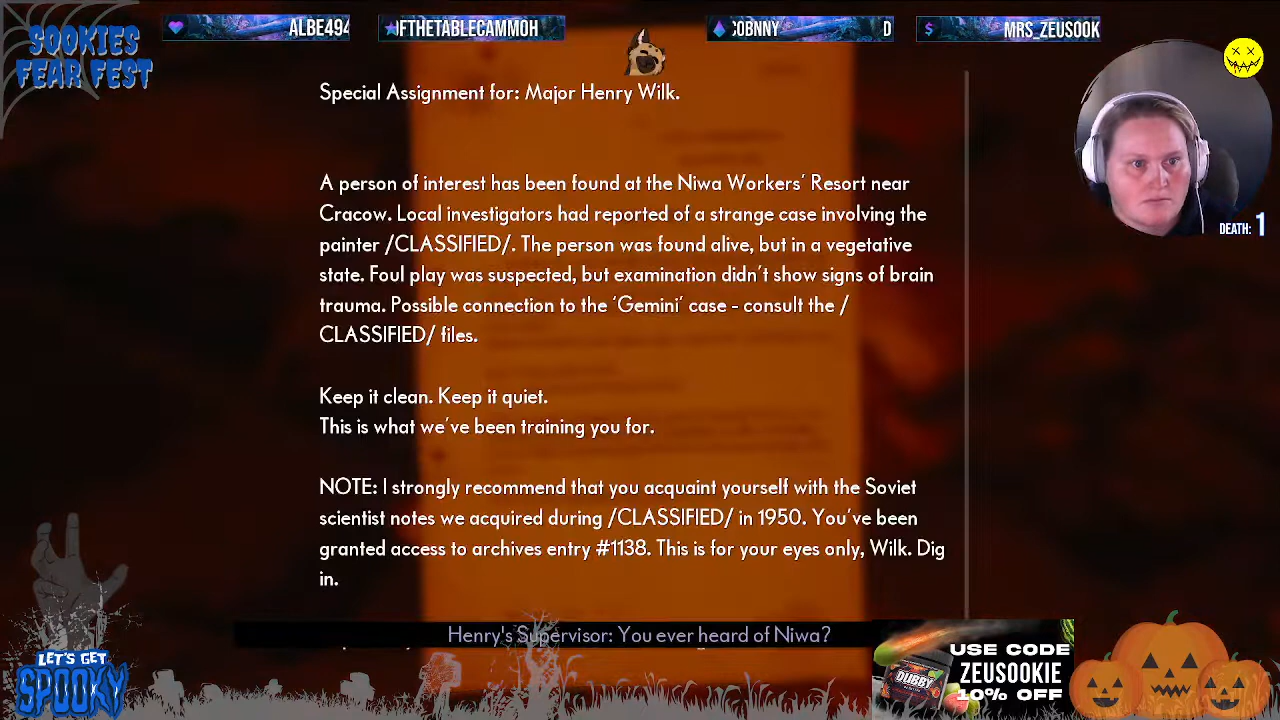 SQOKIES
FEAR FEST
ALBE494
FTHETABLECAMMOH
COBNNY D
$ MRS_ZEUSOOK
DEATH: 1
Special Assignment for: Major Henry Wilk.
A person of interest has been found at the Niwa Workers' Resort near
Cracow. Local investigators had reported of a strange case involving the
painter /CLASSIFIED/. The person was found alive, but in a vegetative
state. Foul play was suspected, but examination didn't show signs of brain
trauma. Possible connection to the 'Gemini' case - consult the /
CLASSIFIED/ files.
Keep it clean. Keep it quiet.
This is what we've been training you for.
NOTE: I strongly recommend that you acquaint yourself with the Soviet
scientist notes we acquired during /CLASSIFIED/ in 1950. You've been
granted access to archives entry #1138. This is for your eyes only, Wilk. Dig
in.
Henry's Supervisor: You ever heard of Niwa?
LET'S GET
SPOOKY
DUBBY
USE CODE
ZEUSOOKIE
10% OFF